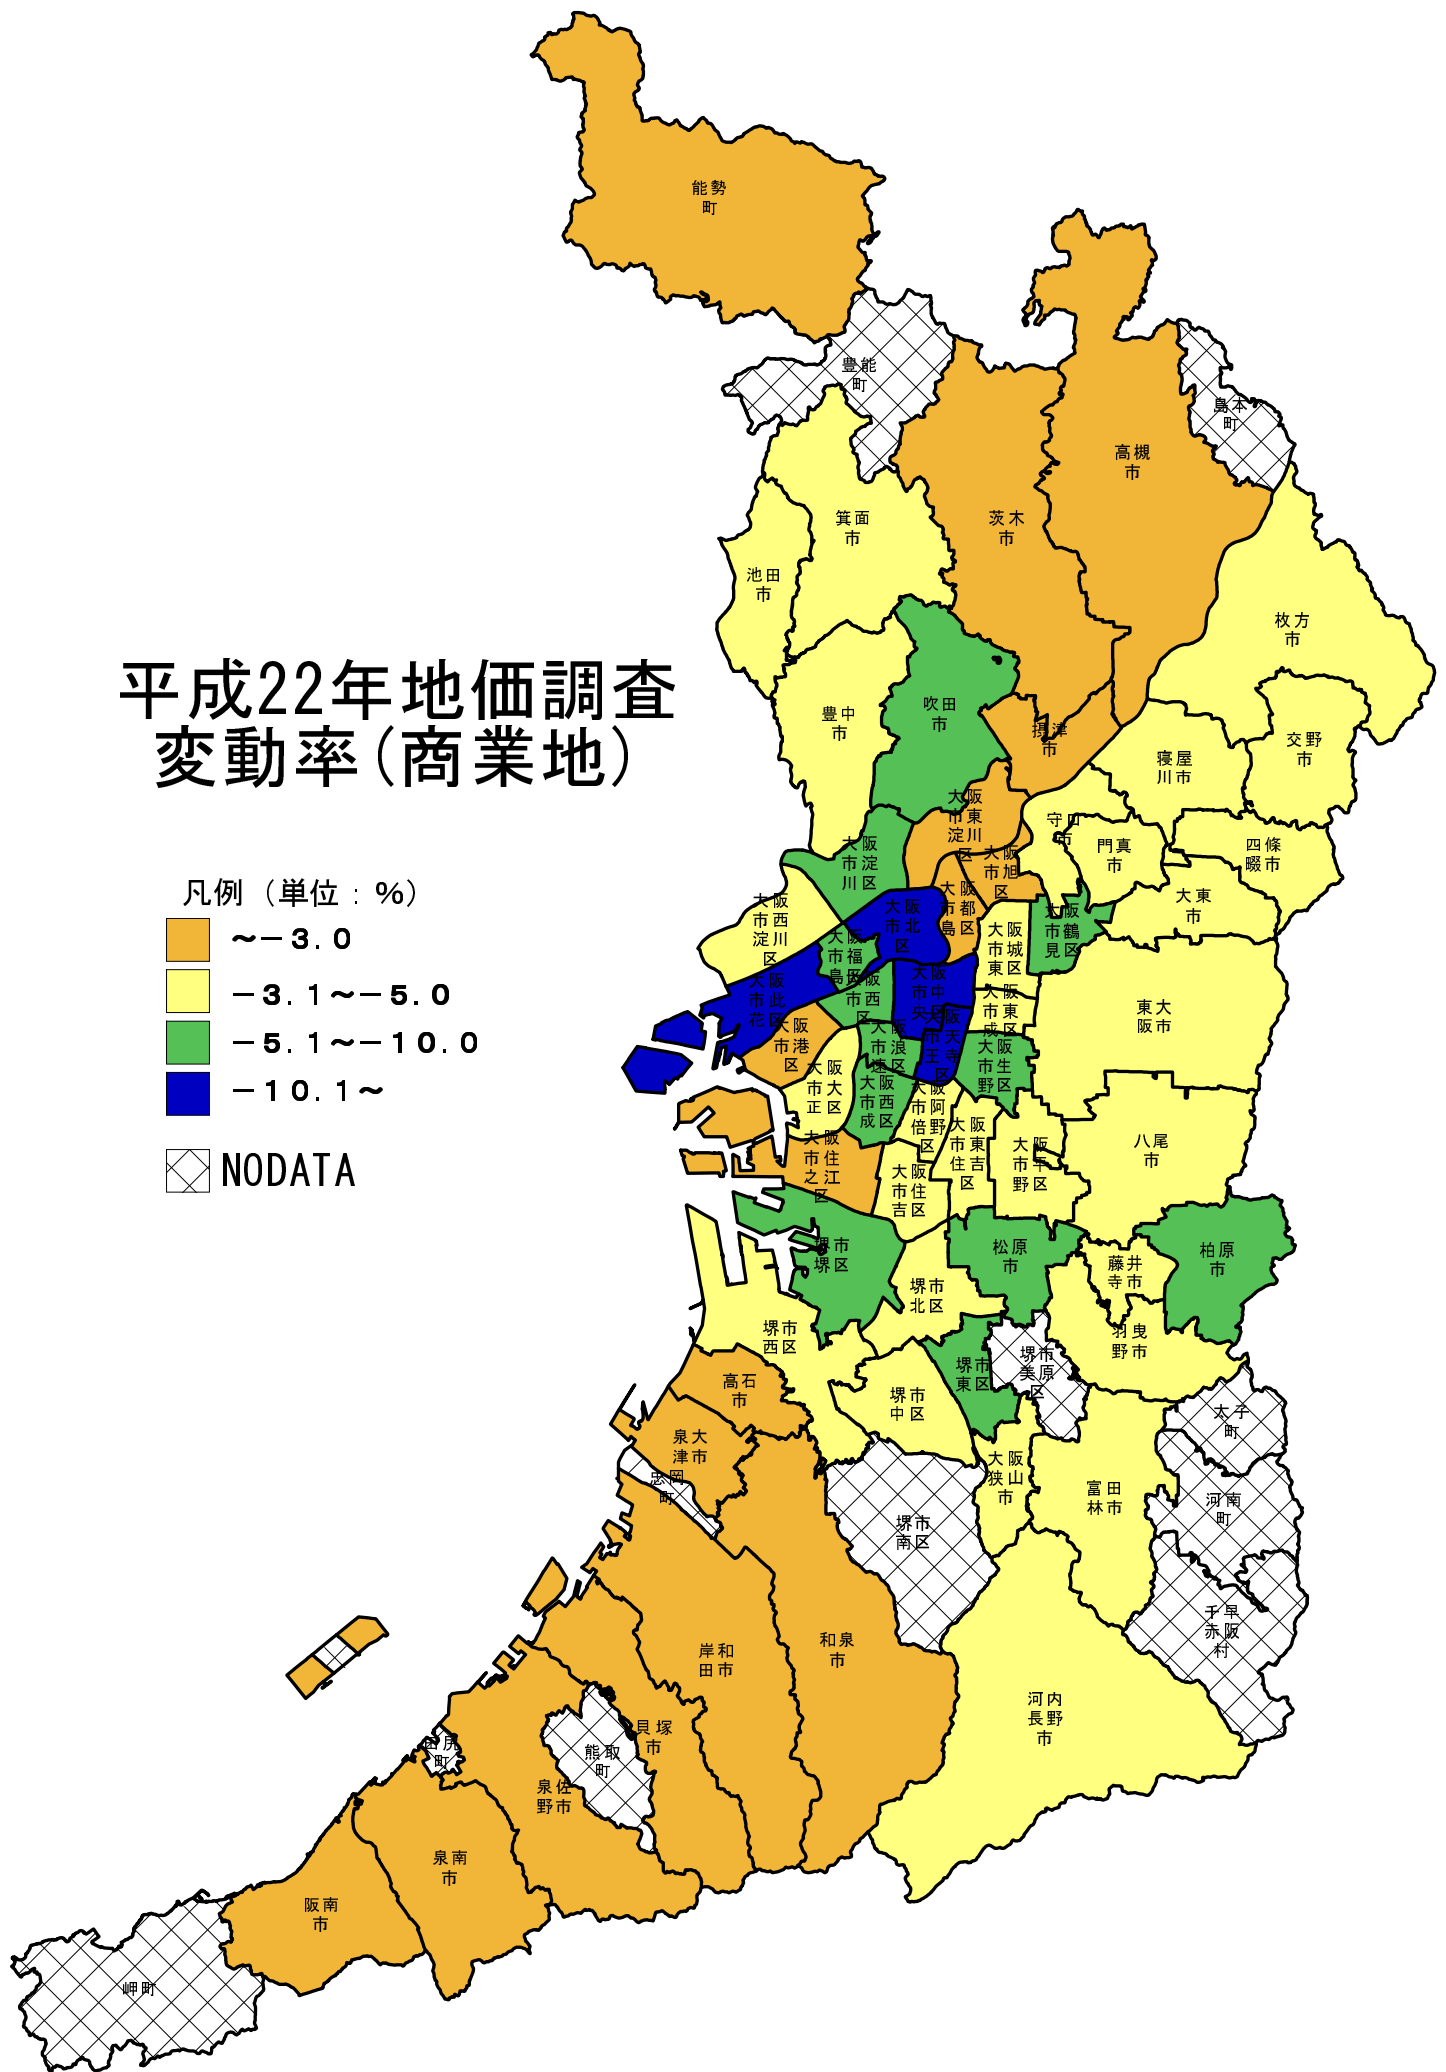 平成22年地価調査
変動率(商業地)
凡例（単位：%）
～－3.0
－3.1～－5.0
－5.1～－10.0
－10.1～
NODATA
能勢
町
豊能
町
島本
町
高槻
市
茨木
市
箕面
市
池田
市
枚方
市
豊中
市
吹田
市
摂津
市
寝屋
川市
交野
市
守口
市
門真
市
四條
畷市
大東
市
大阪
市東
淀川
区
大阪
市旭
区
大阪
市淀
川区
大阪
市都
島区
大阪
市北
区
大阪
市西
淀川
区
大阪
市福
島区
大阪
市此
花区
大阪
市西
区
大阪
市中
央区
大阪
市城
東区
大阪
市鶴
見区
大阪
市東
成区
東大
阪市
大阪
市港
区
大阪
市浪
速区
大阪
市天
王寺
区
大阪
市生
野区
大阪
市大
正区
大阪
市西
成区
大阪
市阿
倍野
区
大阪
市東
住吉
区
大阪
市平
野区
大阪
市住
之江
区
大阪
市住
吉区
八尾
市
堺市
堺区
松原
市
藤井
寺市
柏原
市
堺市
北区
羽曳
野市
堺市
西区
堺市
東区
堺市
美原
区
高石
市
堺市
中区
太子
町
泉大
津市
忠岡
町
大阪
狭山
市
富田
林市
河南
町
堺市
南区
千早
赤阪
村
和泉
市
岸和
田市
河内
長野
市
貝塚
市
熊取
町
田尻
町
泉佐
野市
泉南
市
阪南
市
岬町